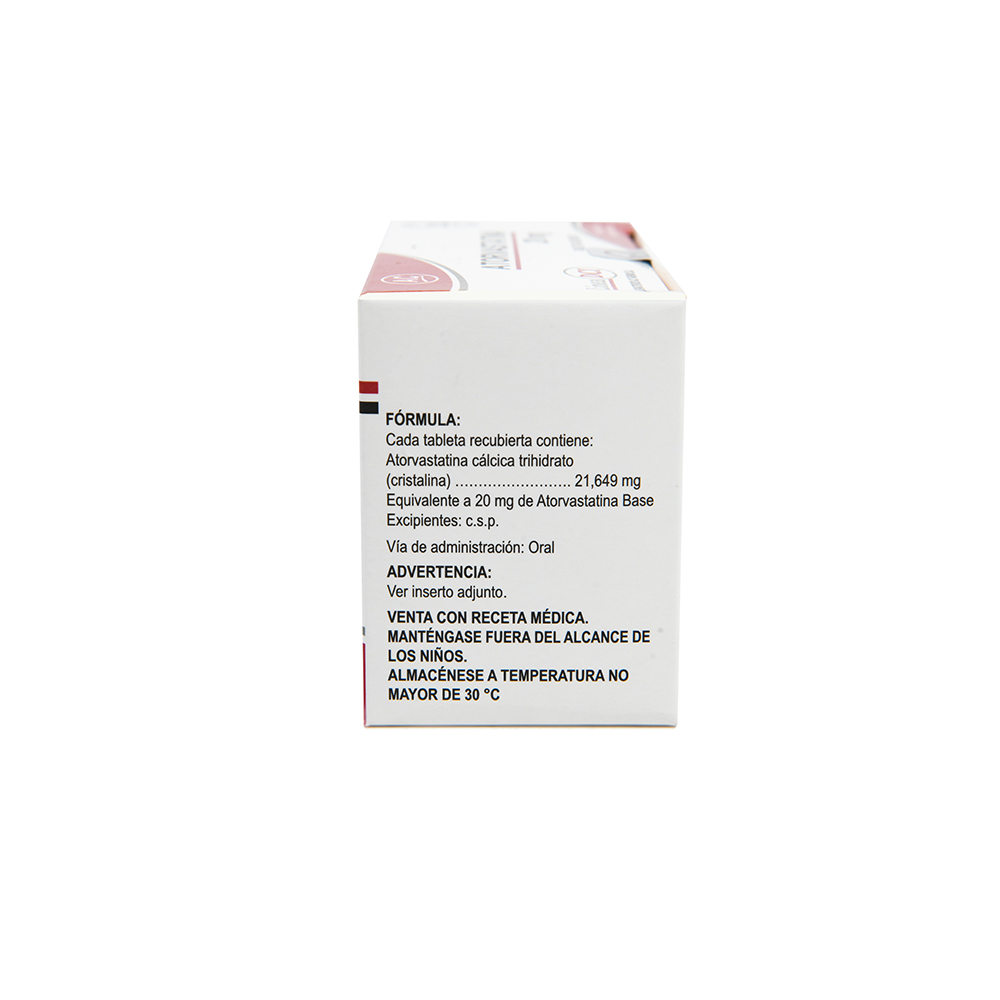 ATORVASTATINA
FÓRMULA:
Cada tableta recubierta contiene:
Atorvastatina cálcica trihidrato
(cristalina) .......................... 21,649 mg
Equivalente a 20 mg de Atorvastatina Base
Excipientes: c.s.p.
Vía de administración: Oral
ADVERTENCIA:
Ver inserto adjunto.
VENTA CON RECETA MÉDICA.
MANTÉNGASE FUERA DEL ALCANCE DE
LOS NIÑOS.
ALMACÉNESE A TEMPERATURA NO
MAYOR DE 30 °C